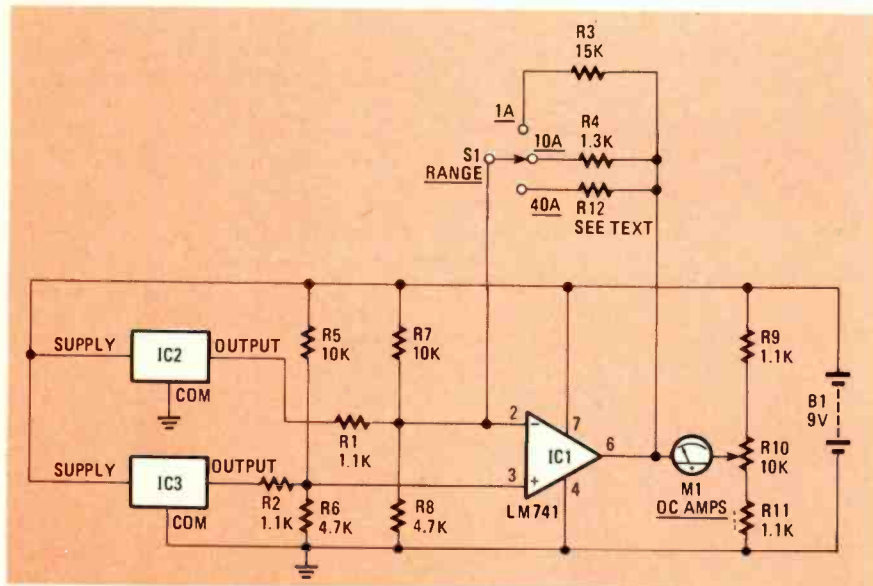 R3
15K
1A
R4
1.3K
10A
S1
RANGE
40A
R12
SEE TEXT
SUPPLY
IC2
OUTPUT
COM
R5
10K
R7
10K
R9
1.1K
B1
9V
R1
1.1K
2
-
7
6
IC1
3
+
4
LM741
R10
10K
M1
DC AMPS
SUPPLY
IC3
OUTPUT
COM
R2
1.1K
R6
4.7K
R8
4.7K
R11
1.1K